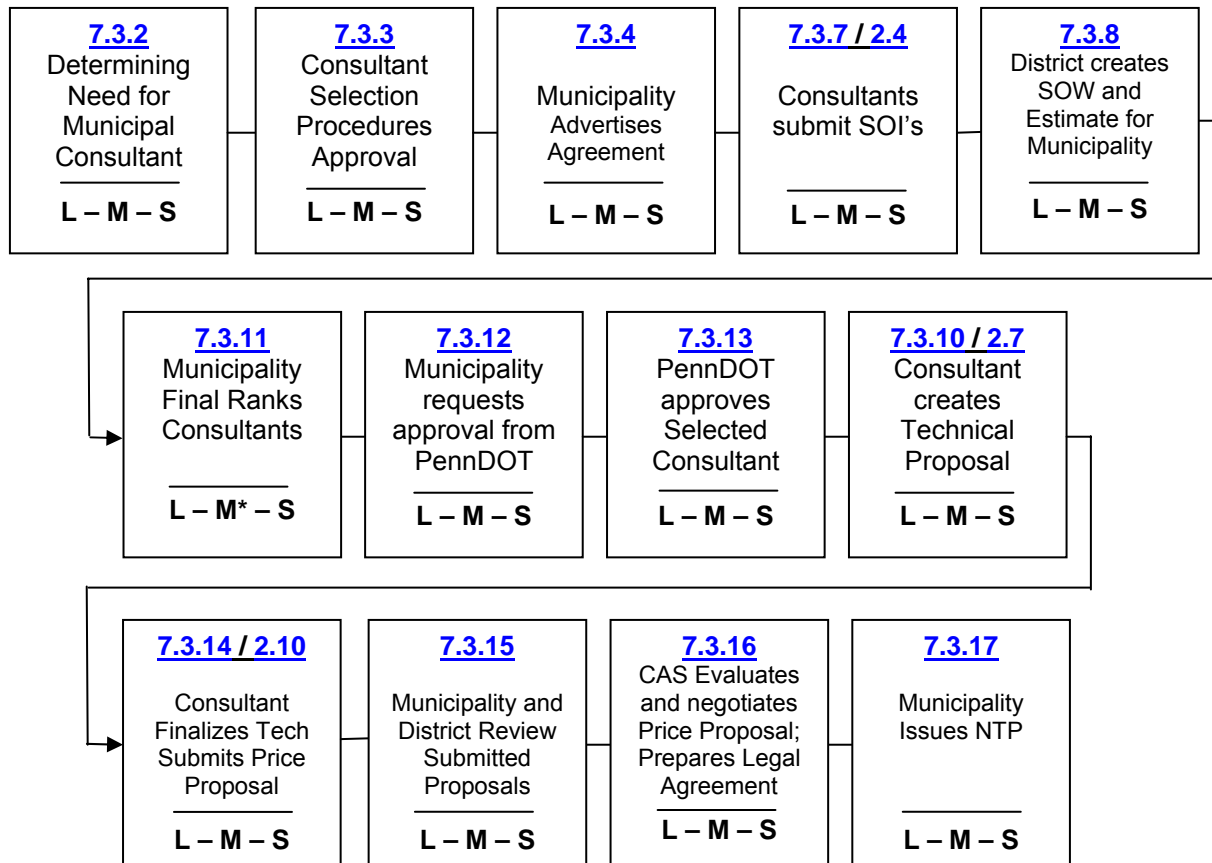 7.3.2
Determining
Need for
Municipal
Consultant
L – M – S
7.3.3
Consultant
Selection
Procedures
Approval
L – M – S
7.3.4
Municipality
Advertises
Agreement
L – M – S
7.3.7 / 2.4
Consultants
submit SOI's
L – M – S
7.3.8
District creates
SOW and
Estimate for
Municipality
L – M – S
7.3.11
Municipality
Final Ranks
Consultants
L – M* – S
7.3.12
Municipality
requests
approval from
PennDOT
L – M – S
7.3.13
PennDOT
approves
Selected
Consultant
L – M – S
7.3.10 / 2.7
Consultant
creates
Technical
Proposal
L – M – S
7.3.14 / 2.10
Consultant
Finalizes Tech
Submits Price
Proposal
L – M – S
7.3.15
Municipality and
District Review
Submitted
Proposals
L – M – S
7.3.16
CAS Evaluates
and negotiates
Price Proposal;
Prepares Legal
Agreement
L – M – S
7.3.17
Municipality
Issues NTP
L – M – S